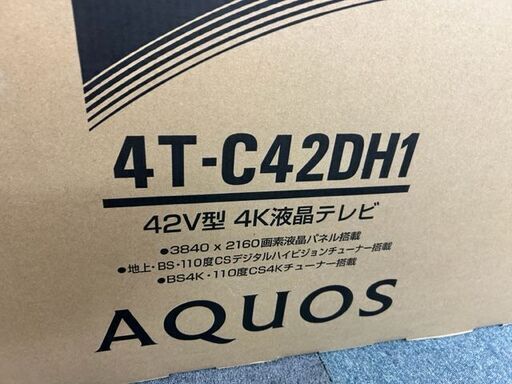 4T-C42DH1
42V型 4K液晶テレビ
●3840 x 2160画素液晶パネル搭載
●地上・BS・110度CSデジタルハイビジョンチューナー搭載
●BS4K・110度CS4Kチューナー搭載
AQUOS